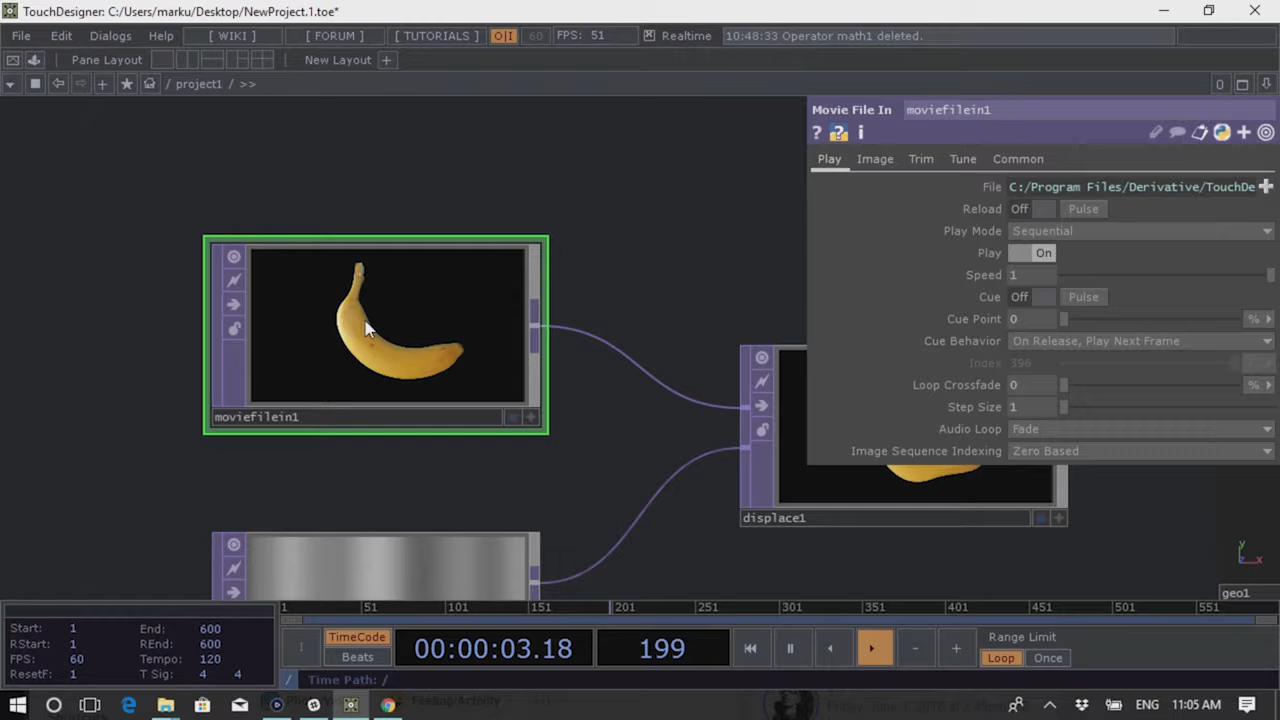 TouchDesigner: C:/Users/marku/Desktop/NewProject.1.toe*
File Edit Dialogs Help [ WIKI ] [ FORUM ] [ TUTORIALS ] O|I 60 FPS: 51 Realtime 10:48:33 Operator math1 deleted.
Pane Layout New Layout +
/ project1 / >> 0
Movie File In moviefilein1
? ? i
Play Image Trim Tune Common
File C:/Program Files/Derivative/TouchDe
Reload Off Pulse
Play Mode Sequential
Play On
Speed 1
Cue Off Pulse
Cue Point 0 %
Cue Behavior On Release, Play Next Frame
Index 396
Loop Crossfade 0 %
Step Size 1
Audio Loop Fade
Image Sequence Indexing Zero Based
moviefilein1
displace1
y
x
geo1
1 51 101 151 201 251 301 351 401 451 501 551
Start: 1 End: 600
RStart: 1 REnd: 600
FPS: 60 Tempo: 120
ResetF: 1 T Sig: 4 4
TimeCode
Beats
00:00:03.18 199
Range Limit
Loop Once
/ Time Path: /
Feeling/Activity
ENG 11:05 AM